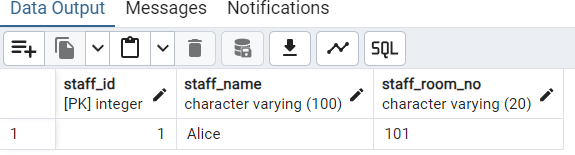 Data Output Messages Notifications
SQL
staff_id staff_name staff_room_no
[PK] integer character varying (100) character varying (20)
1 1 Alice 101